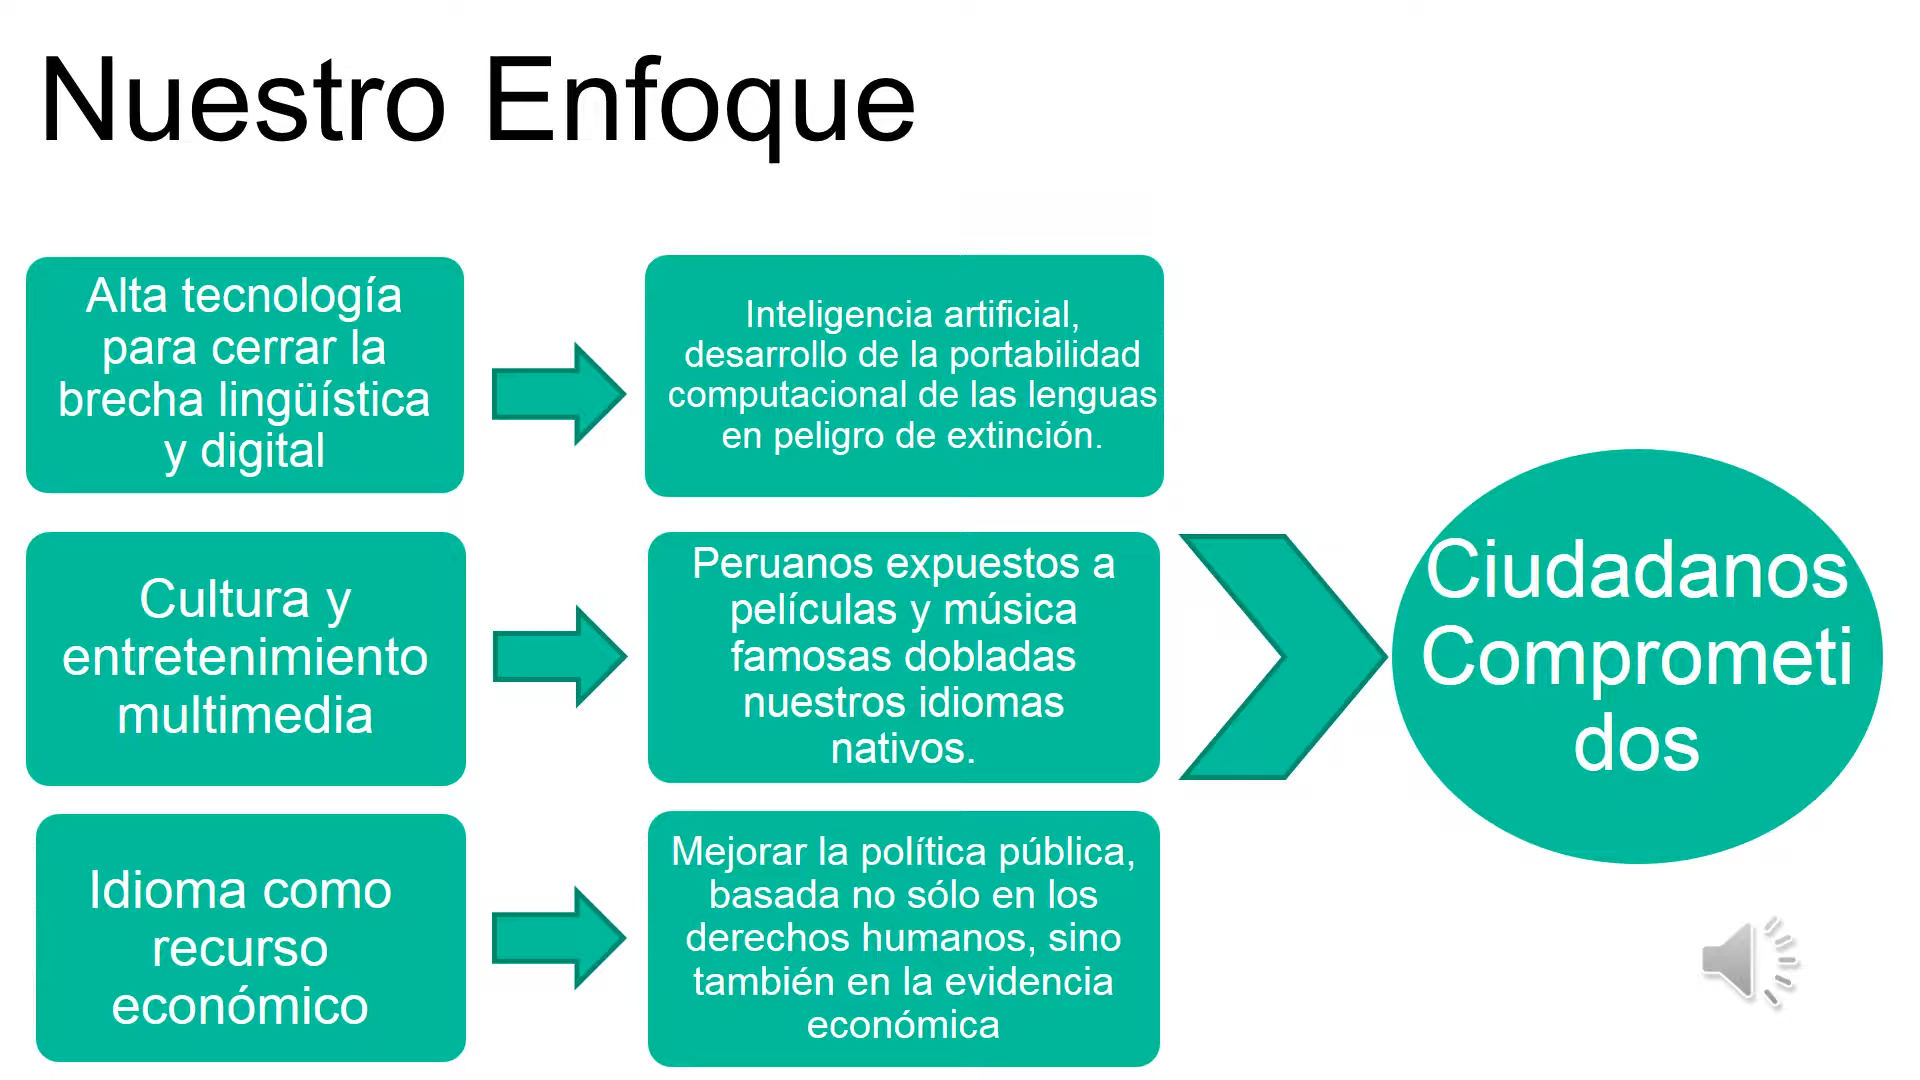 Nuestro Enfoque
Alta tecnología
para cerrar la
brecha lingüística
y digital
Inteligencia artificial,
desarrollo de la portabilidad
computacional de las lenguas
en peligro de extinción.
Cultura y
entretenimiento
multimedia
Peruanos expuestos a
películas y música
famosas dobladas
nuestros idiomas
nativos.
Idioma como
recurso
económico
Mejorar la política pública,
basada no sólo en los
derechos humanos, sino
también en la evidencia
económica
Ciudadanos
Comprometi
dos